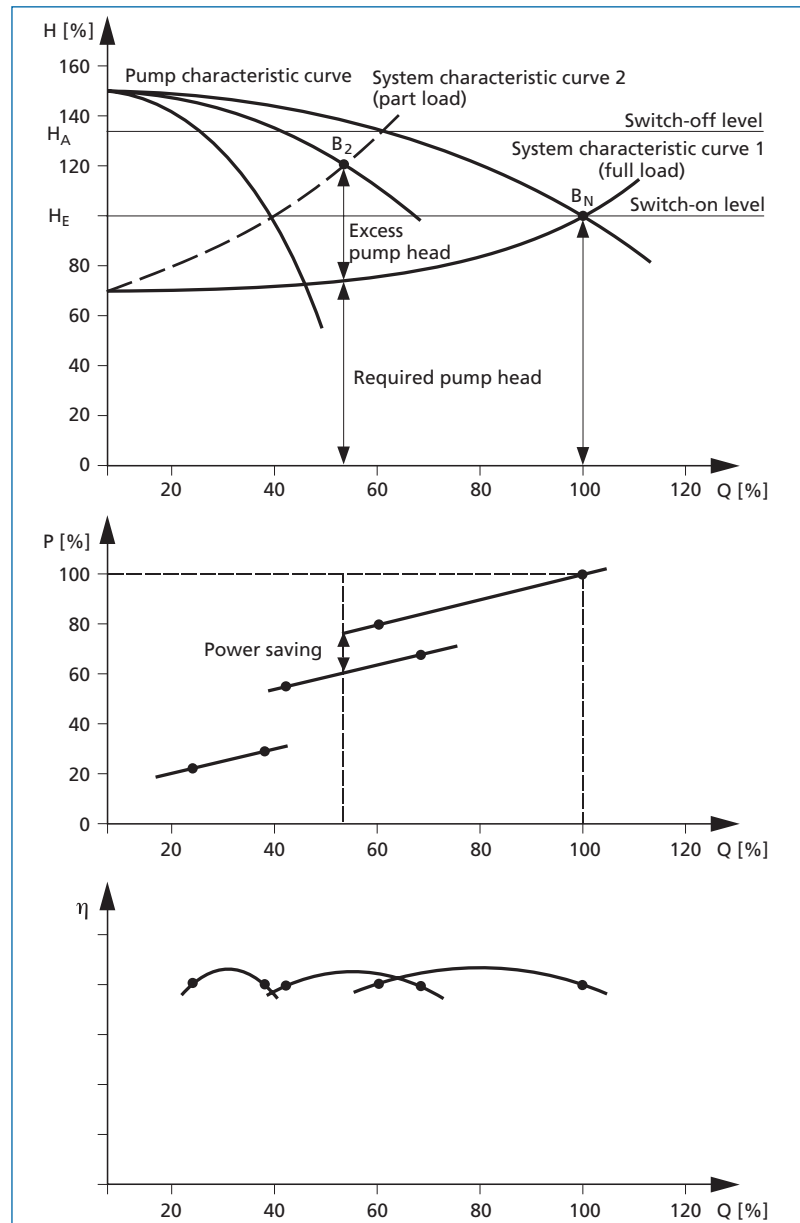 H [%]
160
Pump characteristic curve
System characteristic curve 2
(part load)
140
H_A
Switch-off level
B_2
120
System characteristic curve 1
(full load)
B_N
H_E
Switch-on level
Excess
pump head
80
60
40
Required pump head
20
0
20
40
60
80
100
120
Q [%]
P [%]
100
80
Power saving
60
40
20
0
20
40
60
80
100
120
Q [%]
η
20
40
60
80
100
120
Q [%]